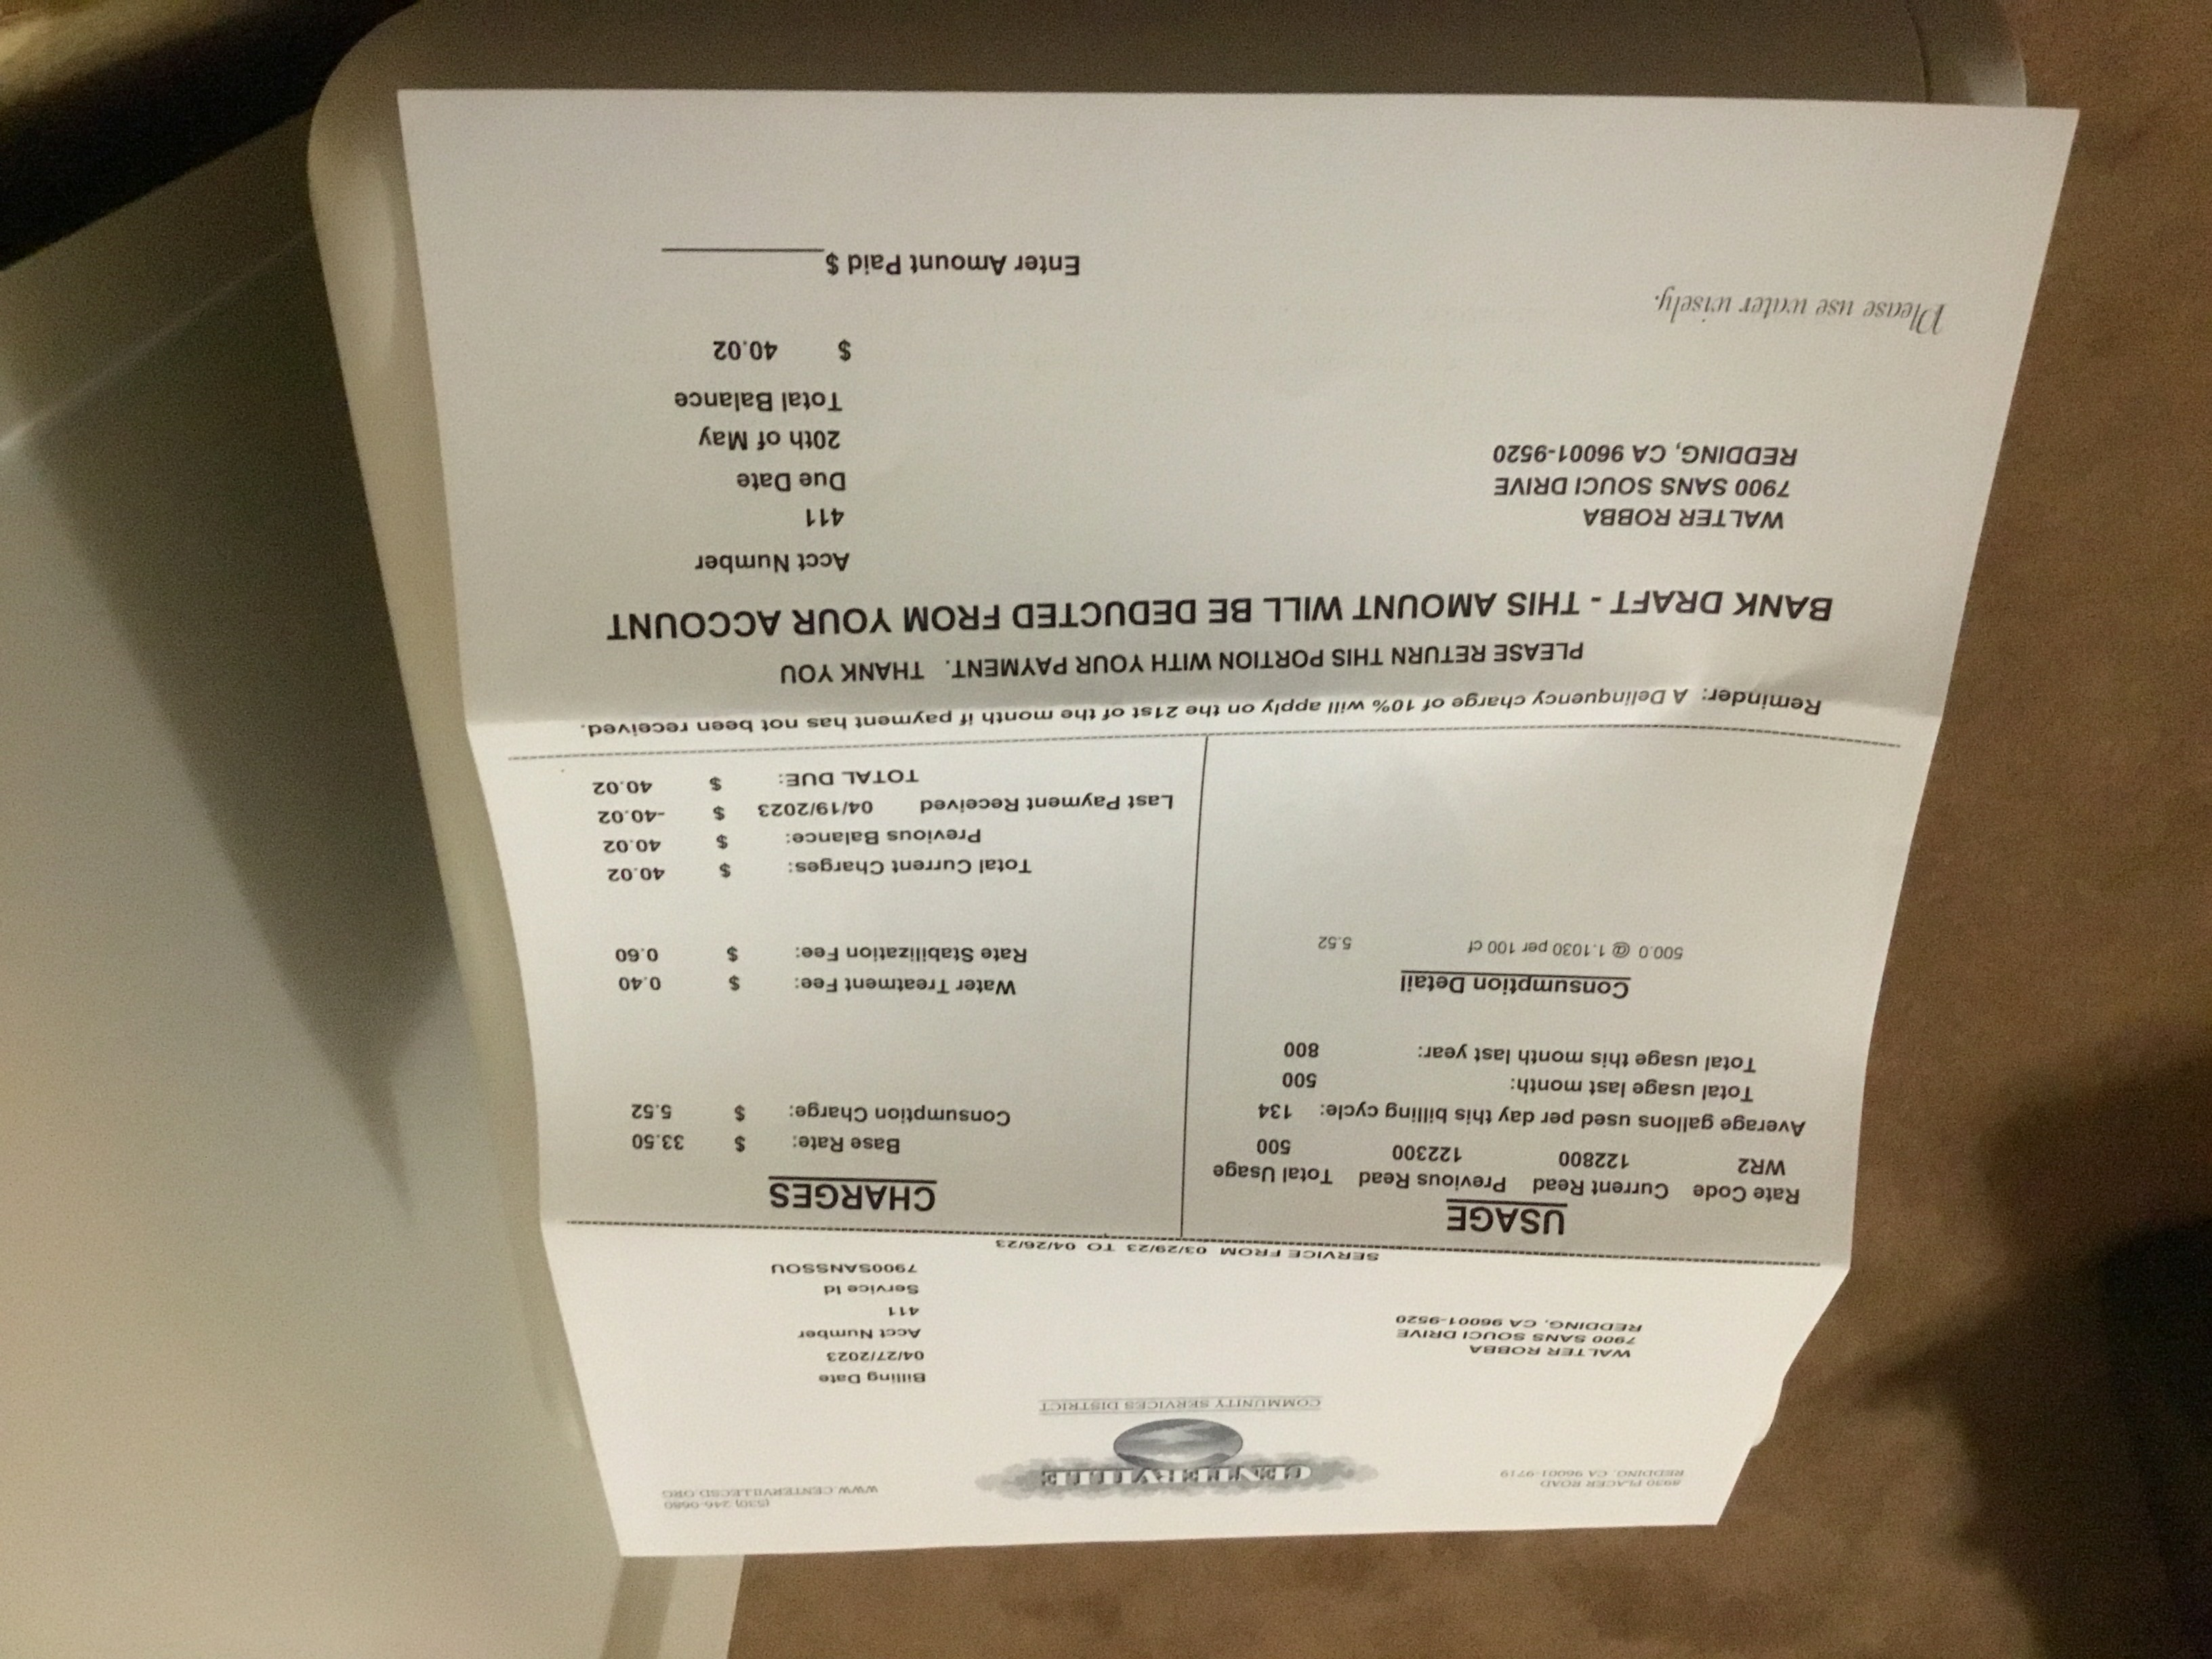 8930 PLACER ROAD
REDDING, CA 96001-9719
CENTERVILLE
COMMUNITY SERVICES DISTRICT
(530) 246-0680
WWW.CENTERVILLECSD.ORG
WALTER ROBBA
7900 SANS SOUCI DRIVE
REDDING, CA 96001-9520
Billing Date
04/27/2023
Acct Number
411
Service Id
7900SANSSOU
SERVICE FROM 03/29/23 TO 04/26/23
USAGE
Rate Code Current Read Previous Read Total Usage
WR2 122800 122300 500
Average gallons used per day this billing cycle: 134
Total usage last month: 500
Total usage this month last year: 800
Consumption Detail
500.0 @ 1.1030 per 100 cf 5.52
CHARGES
Base Rate: $ 33.50
Consumption Charge: $ 5.52
Water Treatment Fee: $ 0.40
Rate Stabilization Fee: $ 0.60
Total Current Charges: $ 40.02
Previous Balance: $ 40.02
Last Payment Received 04/19/2023 $ -40.02
TOTAL DUE: $ 40.02
Reminder: A Delinquency charge of 10% will apply on the 21st of the month if payment has not been received.
PLEASE RETURN THIS PORTION WITH YOUR PAYMENT. THANK YOU
BANK DRAFT - THIS AMOUNT WILL BE DEDUCTED FROM YOUR ACCOUNT
WALTER ROBBA
7900 SANS SOUCI DRIVE
REDDING, CA 96001-9520
Acct Number
411
Due Date
20th of May
Total Balance
$ 40.02
Please use water wisely.
Enter Amount Paid $